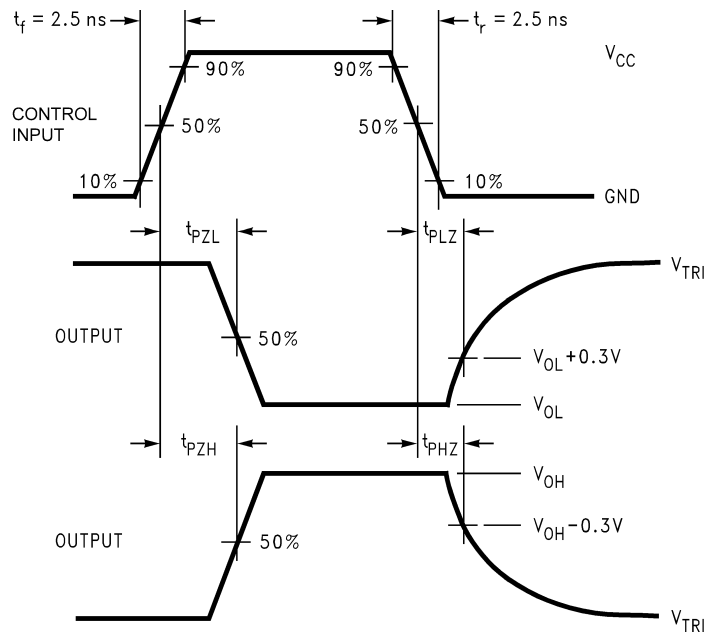 t_f = 2.5 ns
t_r = 2.5 ns
V_CC
90%
90%
CONTROL
INPUT
50%
50%
10%
10%
GND
t_PZL
t_PLZ
V_TRI
OUTPUT
50%
V_OL+0.3V
V_OL
t_PZH
t_PHZ
V_OH
V_OH−0.3V
OUTPUT
50%
V_TRI